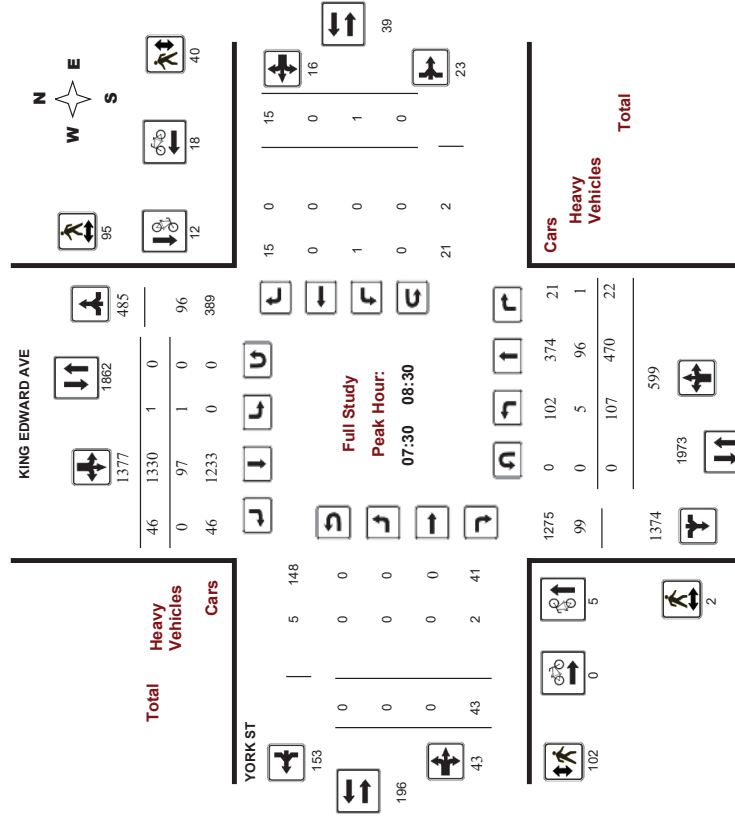 N
W E
S
40
18
95
12
KING EDWARD AVE
1377
1862
485
46 1330 1 0
0 97 1 0 96
46 1233 0 0 389
Total
Heavy
Vehicles
Cars
39
16
23
15 0 15
0 0 0
1 0 1
0 0 0
21 2
Full Study
Peak Hour:
07:30 08:30
YORK ST
153
196
43
5 148
0 0 0
0 0 0
0 0 0
43 2 41
Cars
Heavy
Vehicles
Total
1275 0 102 374 21
99 0 5 96 1
0 107 470 22
1374
1973
599
102
0
5
2